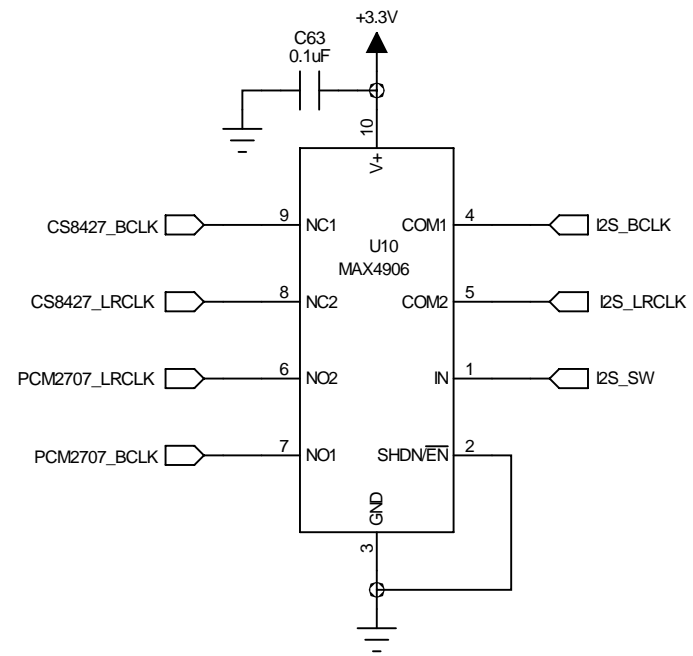 +3.3V
C63
0.1uF
10
V+
CS8427_BCLK
9
NC1
COM1
4
I2S_BCLK
U10
MAX4906
CS8427_LRCLK
8
NC2
COM2
5
I2S_LRCLK
PCM2707_LRCLK
6
NO2
IN
1
I2S_SW
PCM2707_BCLK
7
NO1
SHDN/EN
2
GND
3